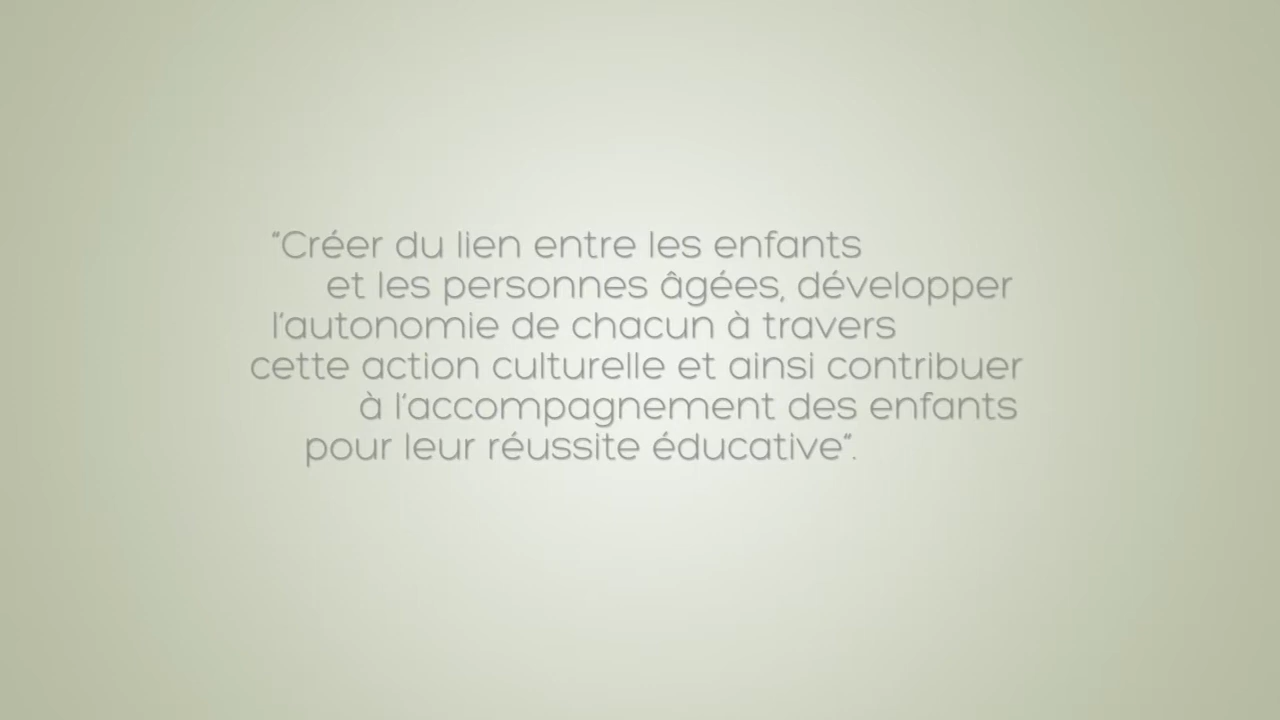 “Créer du lien entre les enfants
et les personnes âgées, développer
l’autonomie de chacun à travers
cette action culturelle et ainsi contribuer
à l’accompagnement des enfants
pour leur réussite éducative”.